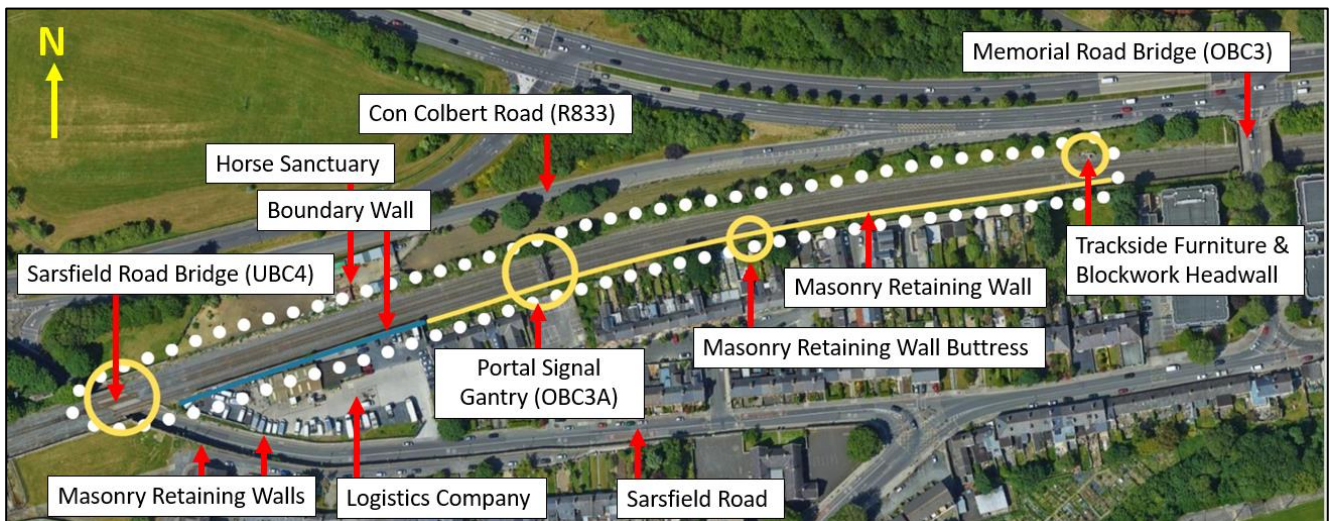 N
Memorial Road Bridge (OBC3)
Con Colbert Road (R833)
Horse Sanctuary
Boundary Wall
Sarsfield Road Bridge (UBC4)
Trackside Furniture &
Blockwork Headwall
Masonry Retaining Wall
Masonry Retaining Wall Buttress
Portal Signal
Gantry (OBC3A)
Masonry Retaining Walls
Logistics Company
Sarsfield Road